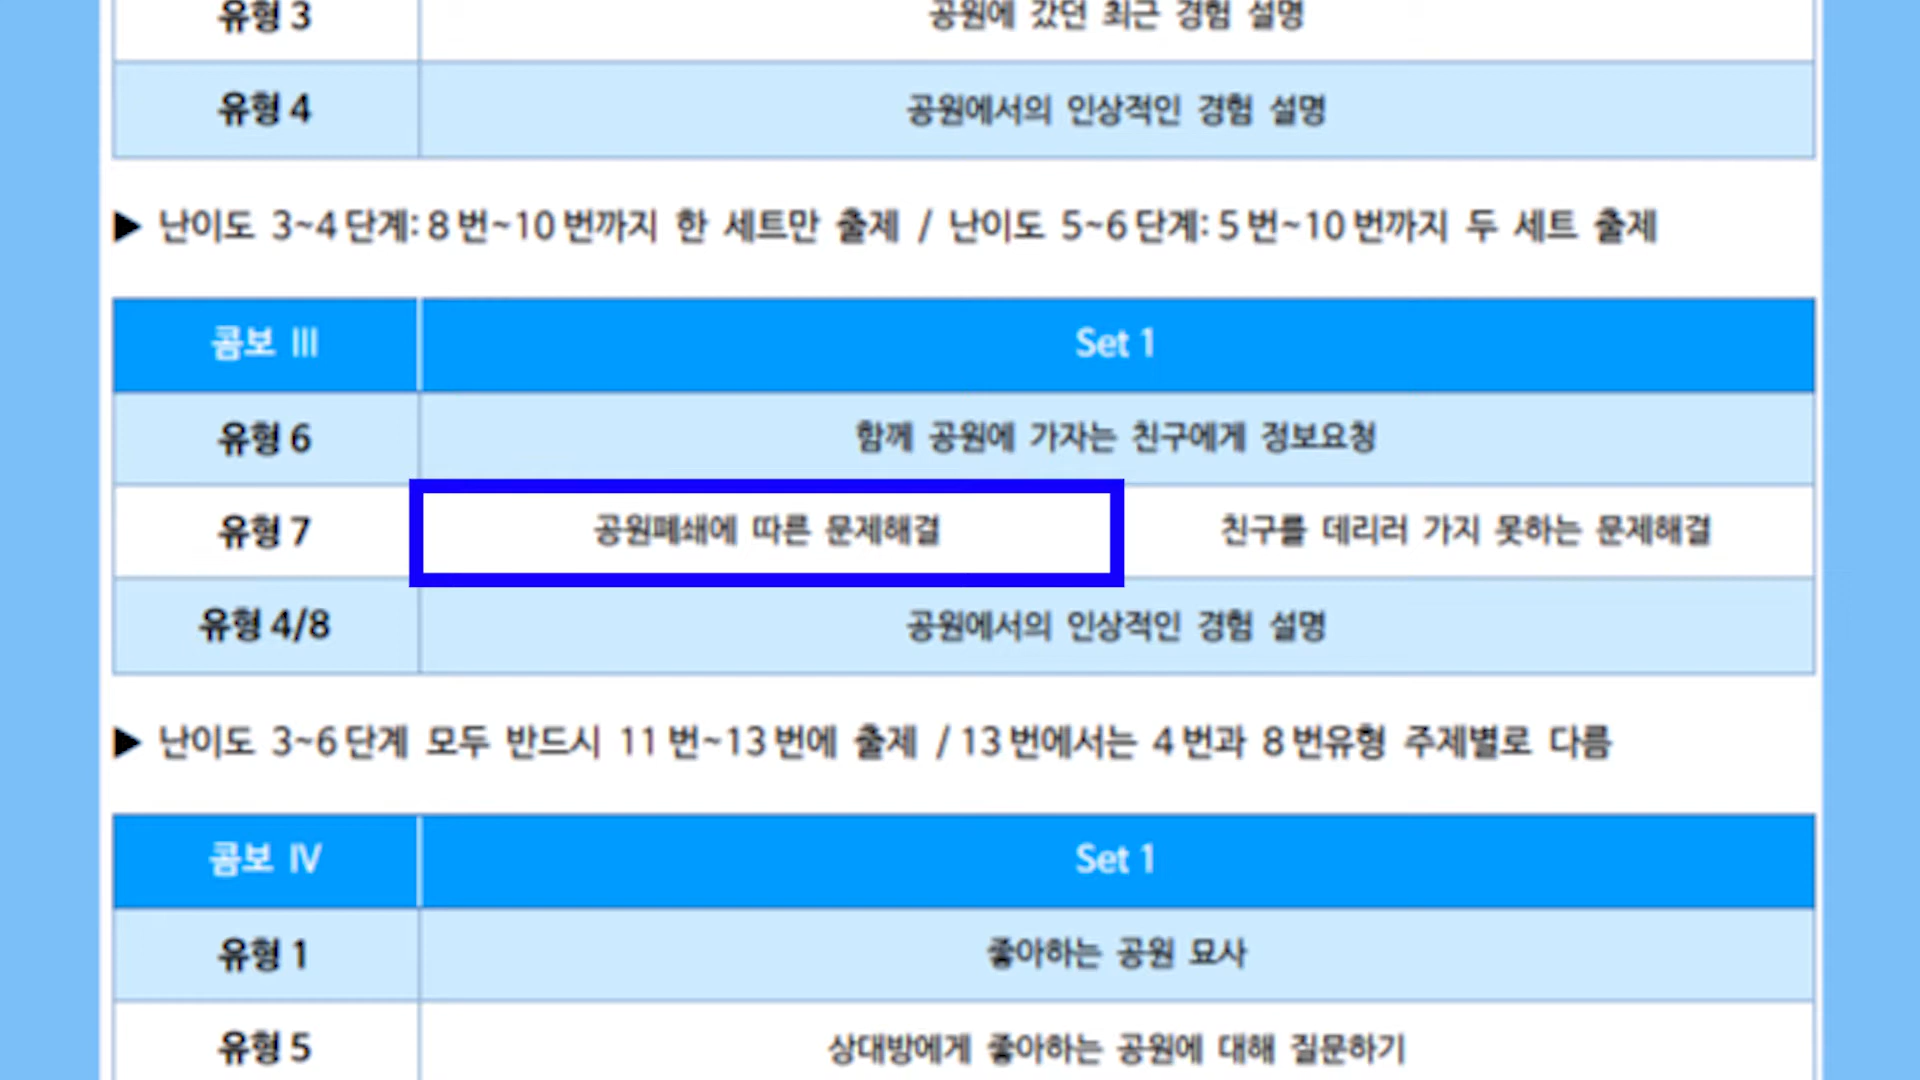 유형 3 공원에 갔던 최근 경험 설명
유형 4 공원에서의 인상적인 경험 설명
▶ 난이도 3~4단계: 8번~10번까지 한 세트만 출제 / 난이도 5~6단계: 5번~10번까지 두 세트 출제
콤보 III Set 1
유형 6 함께 공원에 가자는 친구에게 정보요청
유형 7 공원폐쇄에 따른 문제해결 친구를 데리러 가지 못하는 문제해결
유형 4/8 공원에서의 인상적인 경험 설명
▶ 난이도 3~6단계 모두 반드시 11번~13번에 출제 / 13번에서는 4번과 8번유형 주제별로 다름
콤보 IV Set 1
유형 1 좋아하는 공원 묘사
유형 5 상대방에게 좋아하는 공원에 대해 질문하기